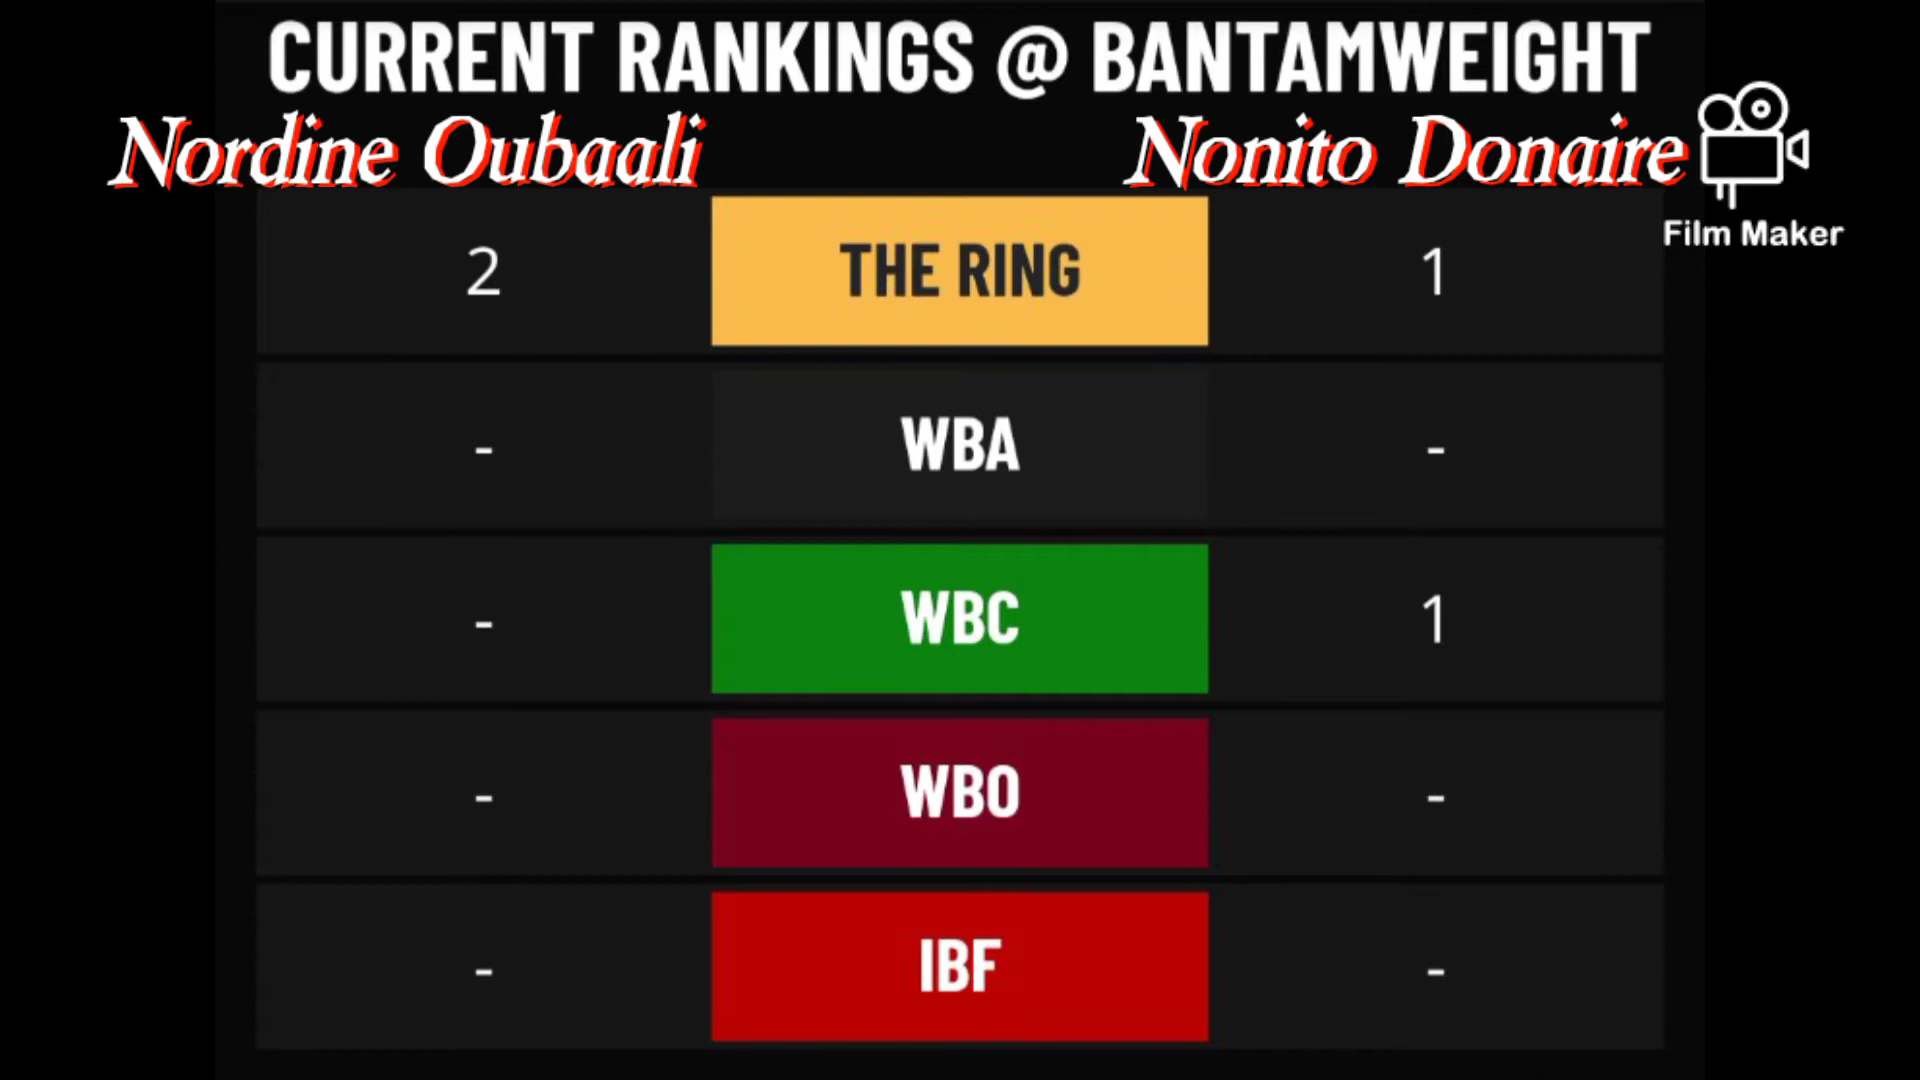 CURRENT RANKINGS @ BANTAMWEIGHT
Nordine Oubaali Nonito Donaire
Film Maker
2 THE RING 1
- WBA -
- WBC 1
- WBO -
- IBF -